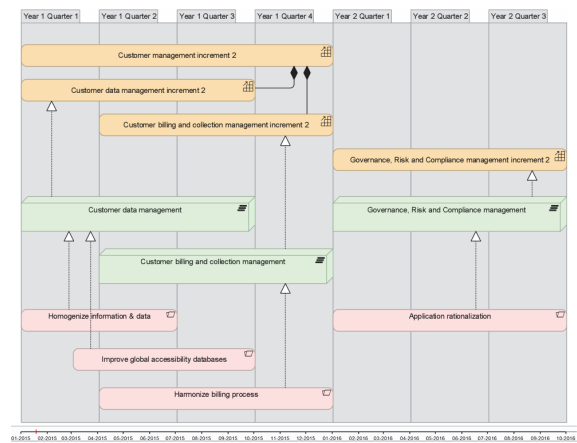 Year 1 Quarter 1 Year 1 Quarter 2 Year 1 Quarter 3 Year 1 Quarter 4 Year 2 Quarter 1 Year 2 Quarter 2 Year 2 Quarter 3
Customer management increment 2
Customer data management increment 2
Customer billing and collection management increment 2
Governance, Risk and Compliance management increment 2
Customer data management
Governance, Risk and Compliance management
Customer billing and collection management
Homogenize information & data
Application rationalization
Improve global accessibility databases
Harmonize billing process
01-2015 02-2015 03-2015 04-2015 05-2015 06-2015 07-2015 08-2015 09-2015 10-2015 11-2015 12-2015 01-2016 02-2016 03-2016 04-2016 05-2016 06-2016 07-2016 08-2016 09-2016 10-2016